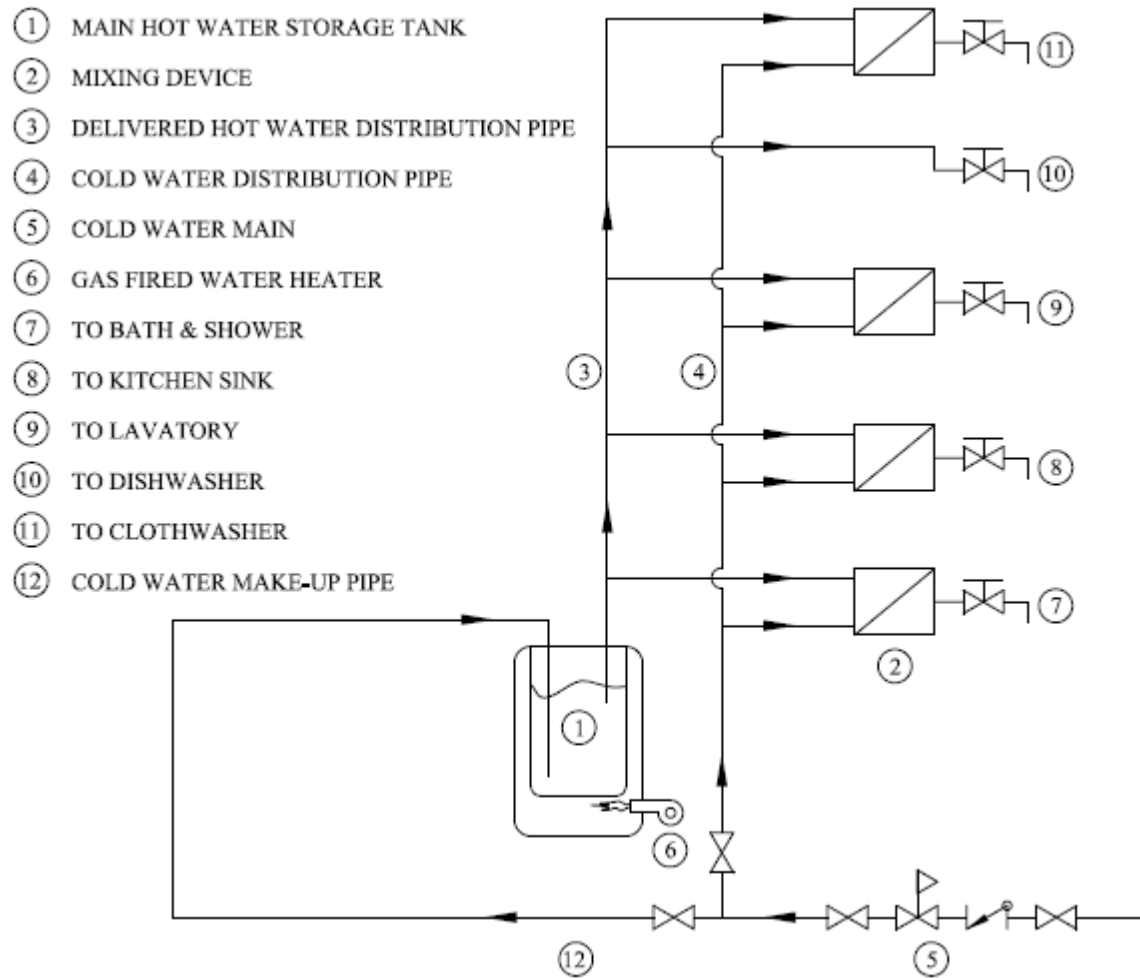 1 MAIN HOT WATER STORAGE TANK
2 MIXING DEVICE
3 DELIVERED HOT WATER DISTRIBUTION PIPE
4 COLD WATER DISTRIBUTION PIPE
5 COLD WATER MAIN
6 GAS FIRED WATER HEATER
7 TO BATH & SHOWER
8 TO KITCHEN SINK
9 TO LAVATORY
10 TO DISHWASHER
11 TO CLOTHWASHER
12 COLD WATER MAKE-UP PIPE
11
10
9
3
4
8
7
2
1
6
12
5